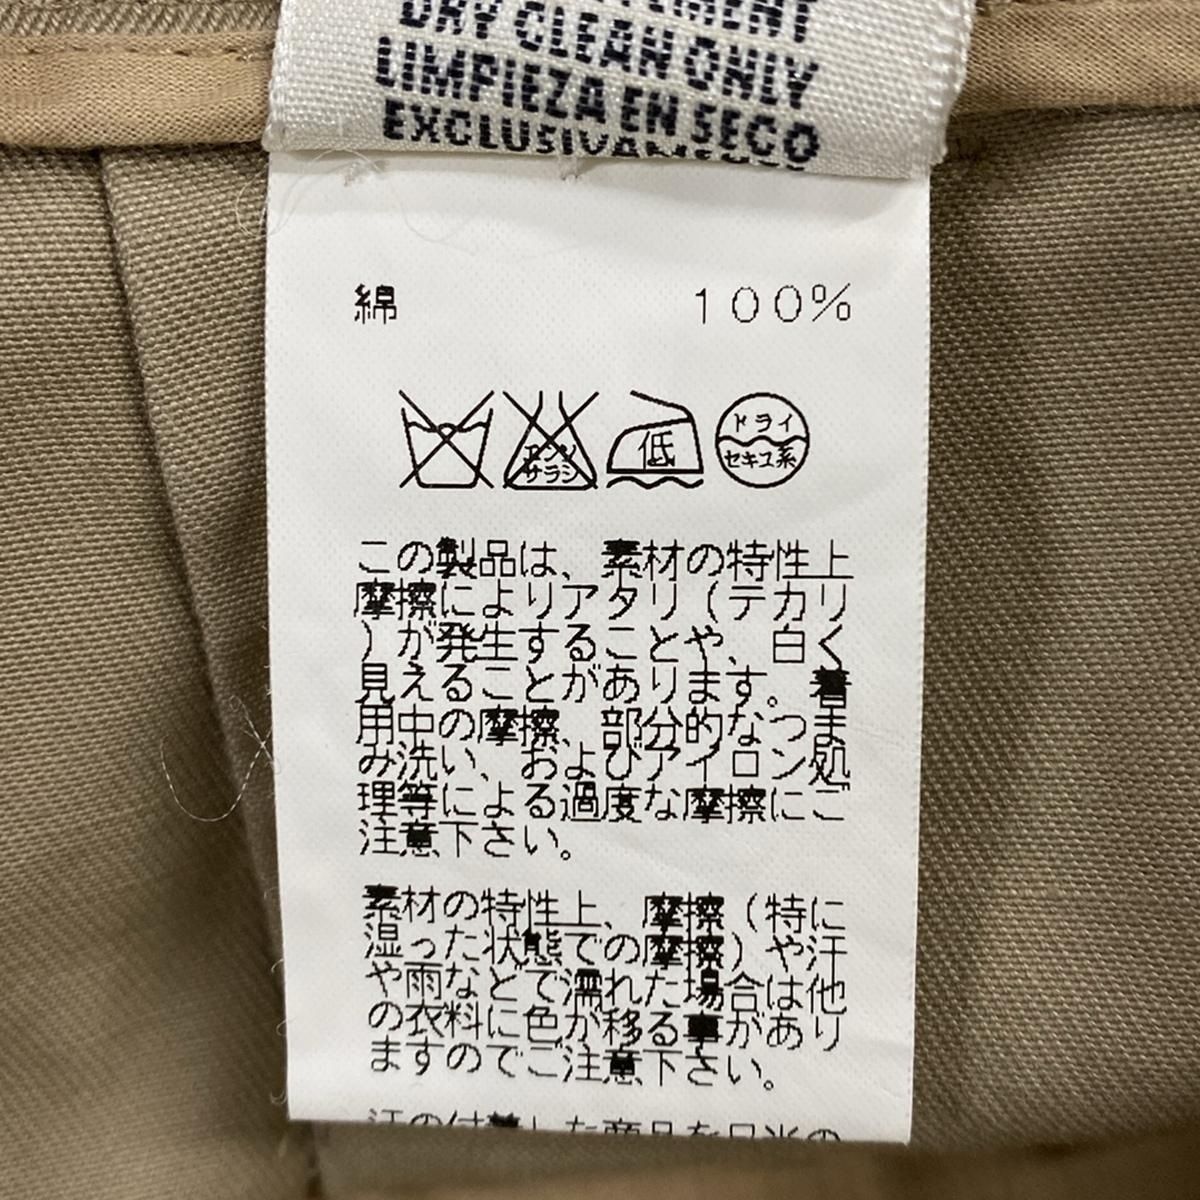 DRY CLEAN ONLY
LIMPIEZA EN SECO
綿 100%
エンソ
サラシ
低
ドライ
セキユ系
この製品は、素材の特性上
摩擦によりアタリ(テカリ
)が発生することや、白く
見えることがあります。着
用中の摩擦、部分的なつま
み洗い、およびアイロン処
理等による過度な摩擦にご
注意下さい。
素材の特性上、摩擦(特に
湿った状態での摩擦)や汗
や雨などで濡れた場合は他
の衣料に色が移る事があり
ますのでご注意下さい。